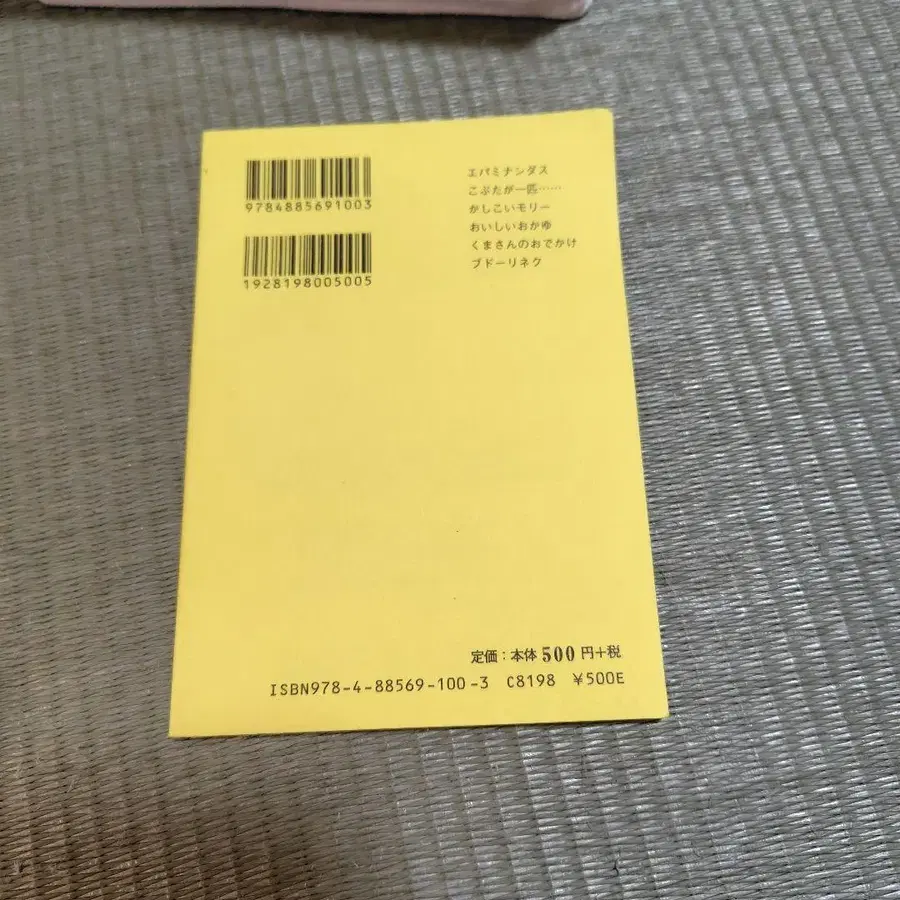 9784885691003
1928198005005
エパミナンダス
こぶたが一匹……
かしこいモリー
おいしいおかゆ
くまさんのおでかけ
ブドーリネク
定価：本体500円+税
ISBN978-4-88569-100-3 C8198 ¥500E